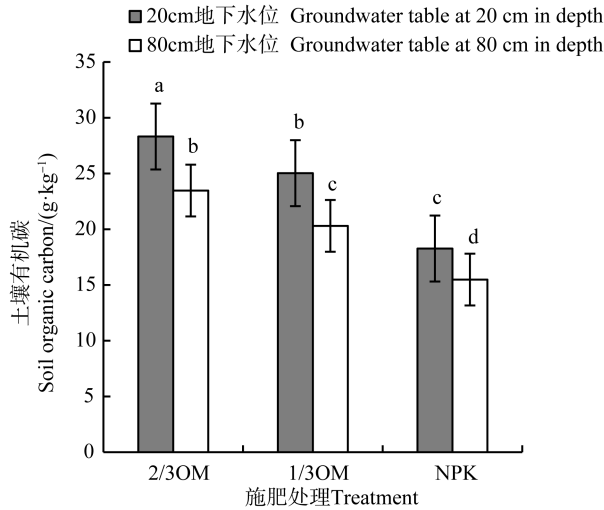 20cm地下水位 Groundwater table at 20 cm in depth
80cm地下水位 Groundwater table at 80 cm in depth
土壤有机碳
Soil organic carbon/(g·kg⁻¹)
35
30
25
20
15
10
5
0
a
b
b
c
c
d
2/3OM
1/3OM
NPK
施肥处理Treatment